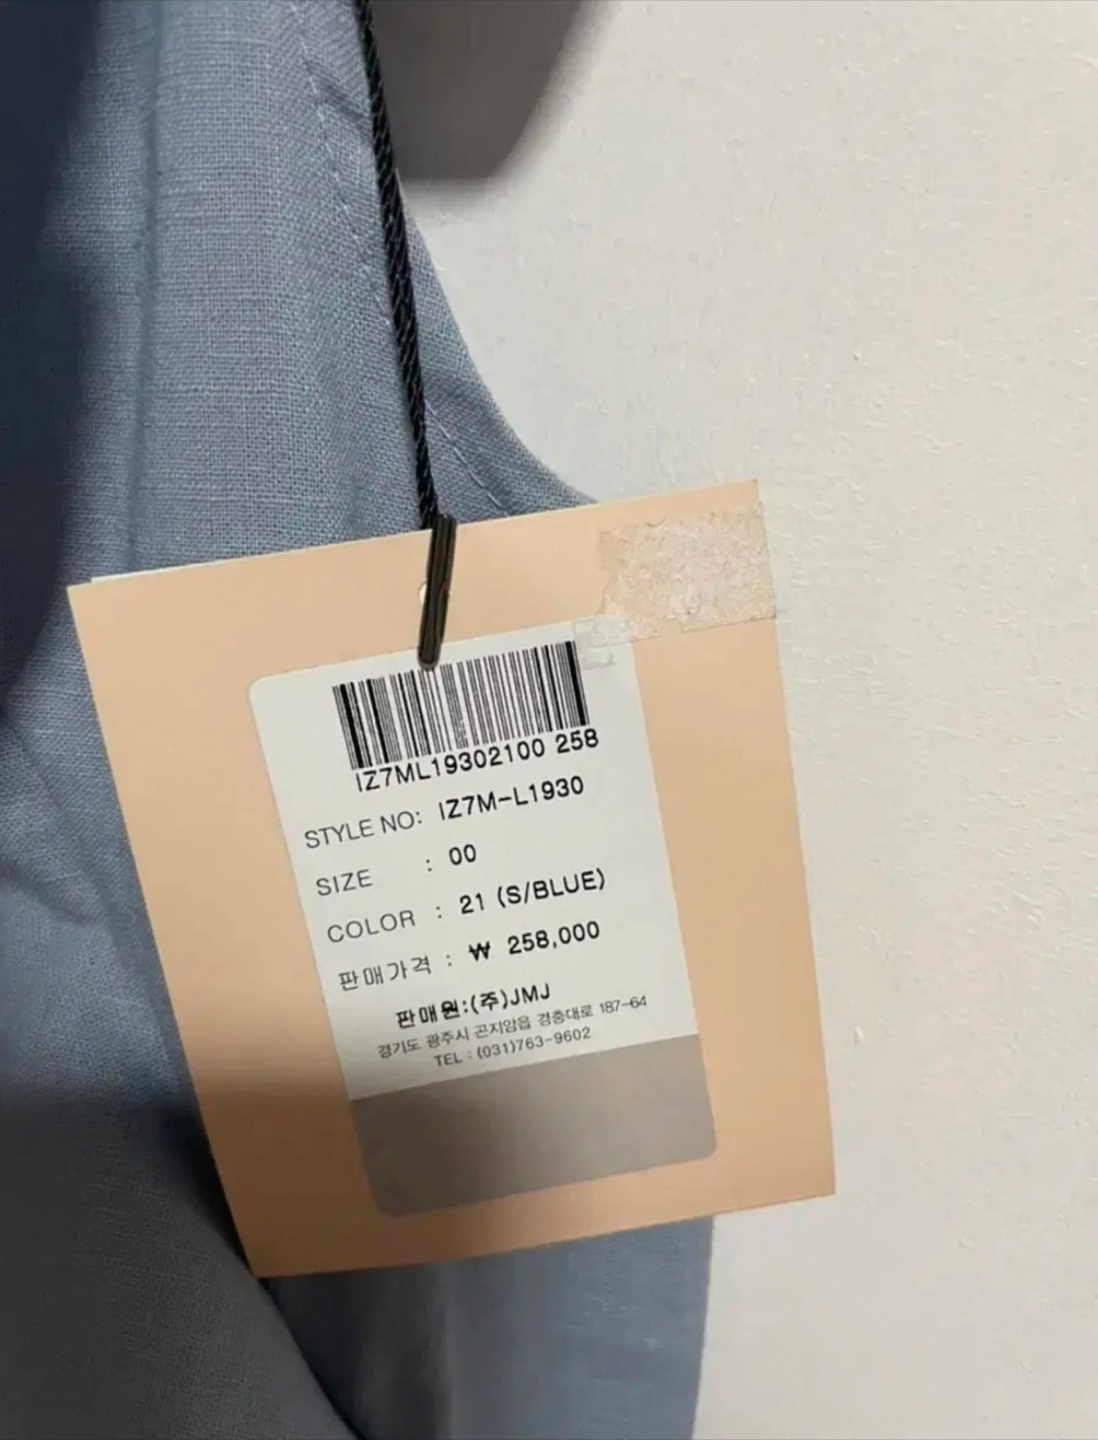 IZ7ML19302100 258
STYLE NO: IZ7M-L1930
SIZE : 00
COLOR : 21 (S/BLUE)
판매가격 : ₩ 258,000
판매원:(주)JMJ
경기도 광주시 곤지암읍 경충대로 187-64
TEL : (031)763-9602